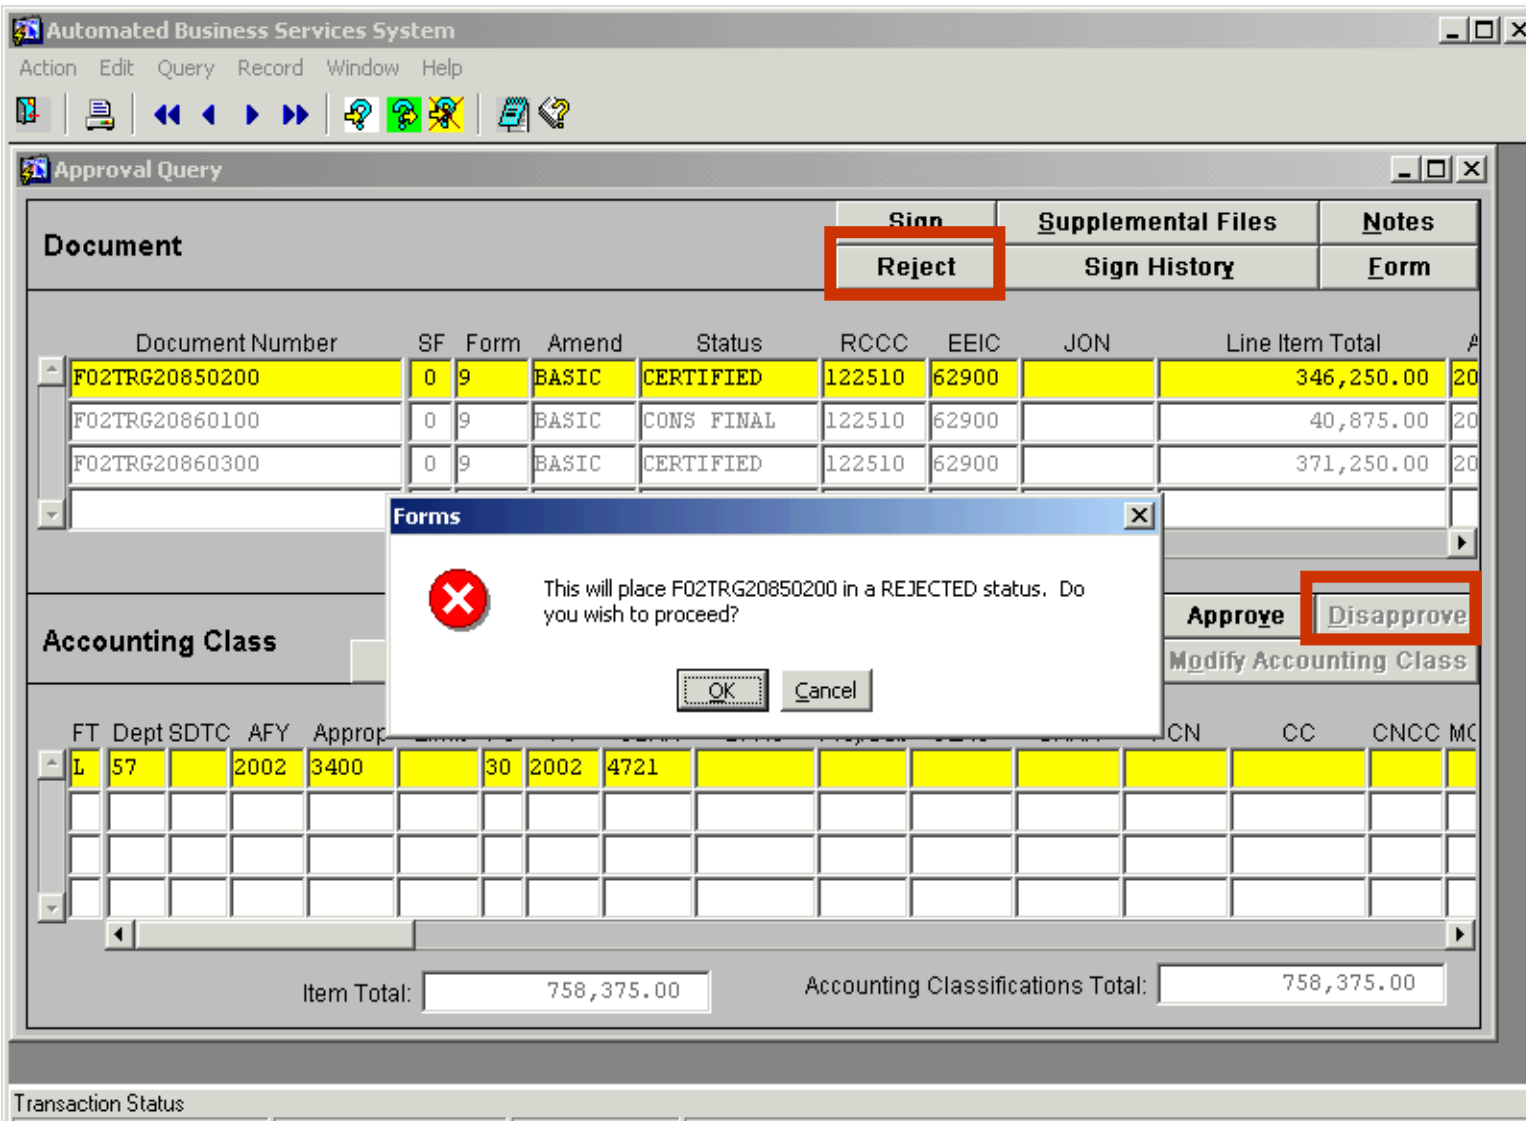 Automated Business Services System
Action Edit Query Record Window Help
Approval Query
Document
Sign Supplemental Files Notes
Reject Sign History Form
Document Number SF Form Amend Status RCCC EEIC JON Line Item Total
F02TRG20850200 0 9 BASIC CERTIFIED 122510 62900 346,250.00 20
F02TRG20860100 0 9 BASIC CONS FINAL 122510 62900 40,875.00 20
F02TRG20860300 0 9 BASIC CERTIFIED 122510 62900 371,250.00 20
Forms
This will place F02TRG20850200 in a REJECTED status. Do
you wish to proceed?
OK Cancel
Accounting Class
Approve Disapprove
Modify Accounting Class
FT Dept SDTC AFY Approp CC CNCC
L 57 2002 3400 30 2002 4721
Item Total: 758,375.00 Accounting Classifications Total: 758,375.00
Transaction Status